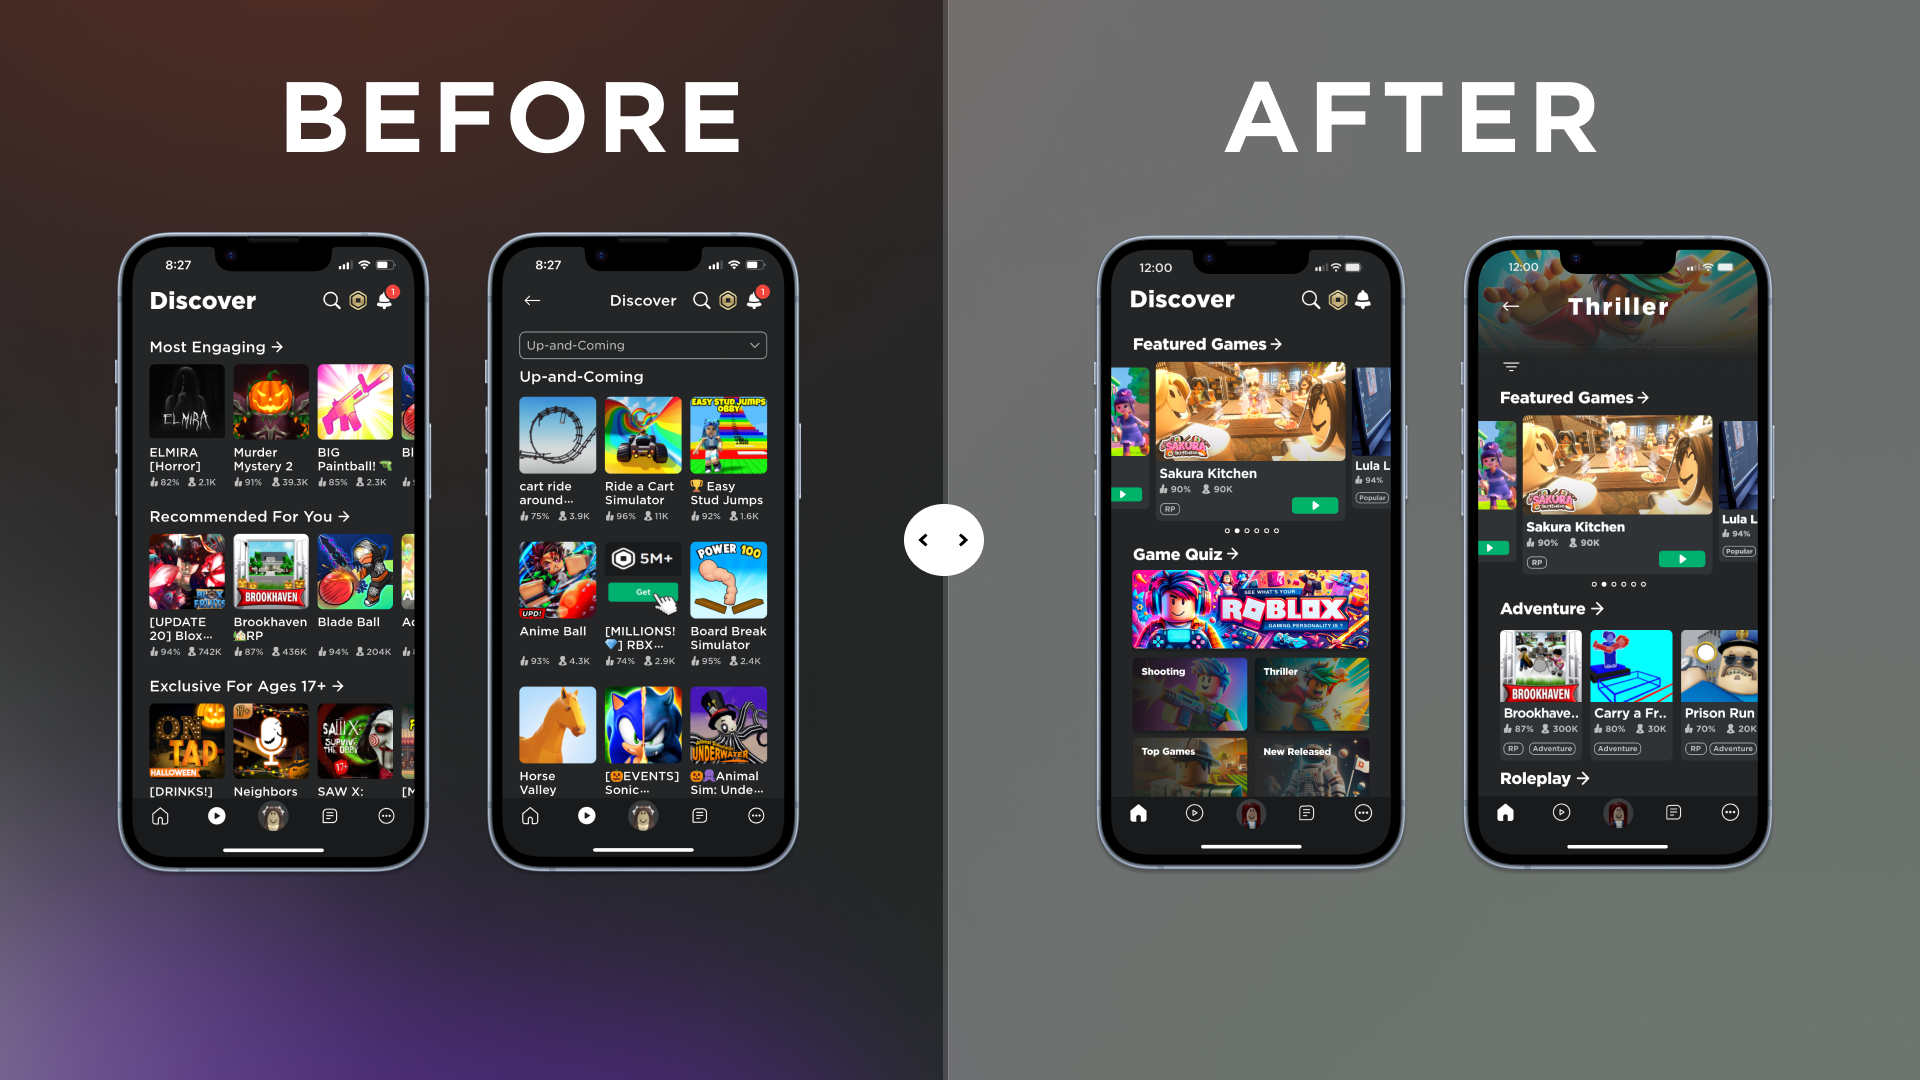 BEFORE
8:27
Discover
1
Most Engaging →
ELMIRA
ELMIRA
[Horror]
82% 2.1K
Murder
Mystery 2
91% 39.3K
BIG
Paintball!
85% 2.3K
Bl
Recommended For You →
BLOX
FRUITS
[UPDATE
20] Blox...
94% 742K
BROOKHAVEN
Brookhaven
RP
87% 436K
Blade Ball
94% 204K
A
Ad
Exclusive For Ages 17+ →
ON
TAP
HALLOWEEN
[DRINKS!]
17+
Neighbors
SAW X:
SURVIVE
THE OBBY
17+
SAW X:
[M
8:27
Discover
1
Up-and-Coming
Up-and-Coming
cart ride
around...
75% 3.9K
Ride a Cart
Simulator
96% 11K
EASY STUD JUMPS
OBBY
Easy
Stud Jumps
92% 1.6K
UPD!
Anime Ball
93% 4.3K
5M+
Get
[MILLIONS!
] RBX...
74% 2.9K
POWER 100
Board Break
Simulator
95% 2.4K
Horse
Valley
[EVENTS]
Sonic...
UNDERWATER
Animal
Sim: Unde...
< >
AFTER
12:00
Discover
Featured Games →
SAKURA
Sakura Kitchen
90% 90K
RP
Lula L
94%
Popular
Game Quiz →
SEE WHAT'S YOUR
ROBLOX
GAMING PERSONALITY IS ?
Shooting
Thriller
Top Games
New Released
12:00
Thriller
Featured Games →
SAKURA
Sakura Kitchen
90% 90K
RP
Lula L
94%
Popular
Adventure →
BROOKHAVEN
Brookhave..
87% 300K
RP Adventure
Carry a Fr..
80% 30K
Adventure
Prison Run
70% 20K
RP Adventure
Roleplay →